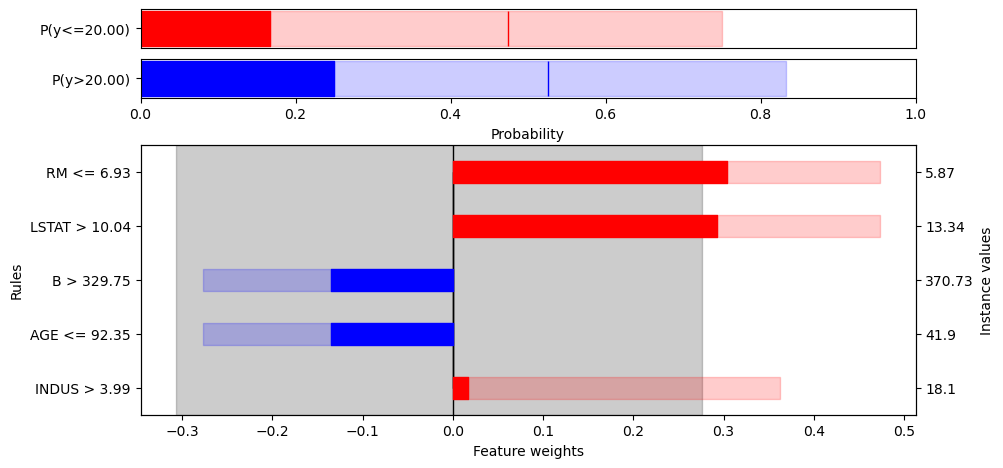 P(y<=20.00)
P(y>20.00)
0.0 0.2 0.4 0.6 0.8 1.0
Probability
RM <= 6.93 5.87
LSTAT > 10.04 13.34
B > 329.75 370.73
AGE <= 92.35 41.9
INDUS > 3.99 18.1
Rules
Instance values
−0.3 −0.2 −0.1 0.0 0.1 0.2 0.3 0.4 0.5
Feature weights